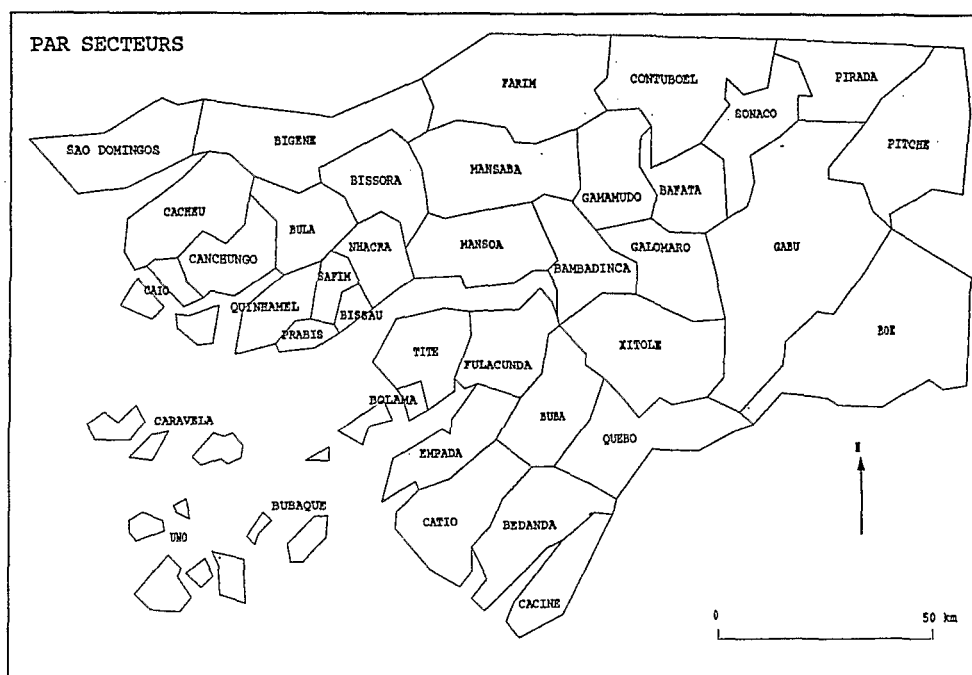 PAR SECTEURS
FARIM
CONTUBOEL
PIRADA
SONACO
SAO DOMINGOS
BIGENE
PITCHE
BISSORA
MANSABA
GAMAMUDO
BAFATA
CACHEU
BULA
NHACRA
MANSOA
GALOMARO
GABU
CANCHUNGO
SAFIM
BAMBADINCA
CAIO
QUINHAMEL
BISSAU
PRABIS
XITOLE
BOE
TITE
FULACUNDA
BOLAMA
CARAVELA
BUBA
QUEBO
EMPADA
N
BUBAQUE
UNO
CATIO
BEDANDA
CACINE
0 50 km